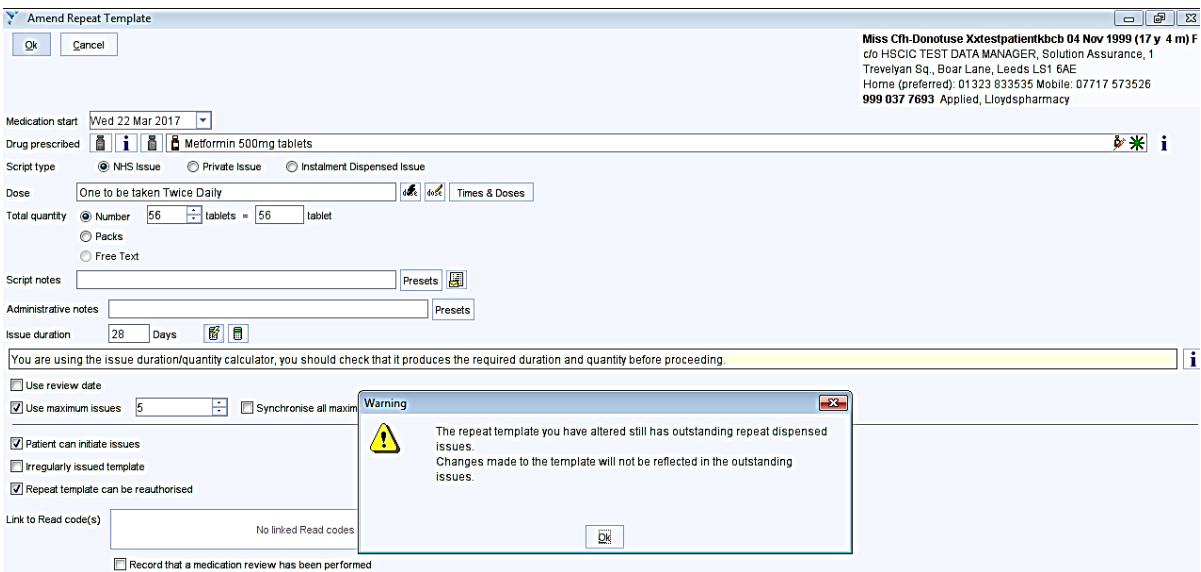 Amend Repeat Template
Ok Cancel
Miss Cfh-Donotuse Xxtestpatientkbcb 04 Nov 1999 (17 y 4 m) F
c/o HSCIC TEST DATA MANAGER, Solution Assurance, 1
Trevelyan Sq., Boar Lane, Leeds LS1 6AE
Home (preferred): 01323 833535 Mobile: 07717 573526
999 037 7693 Applied, Lloydspharmacy
Medication start Wed 22 Mar 2017
Drug prescribed Metformin 500mg tablets
Script type NHS Issue Private Issue Instalment Dispensed Issue
Dose One to be taken Twice Daily dose dose Times & Doses
Total quantity Number 56 tablets = 56 tablet
Packs
Free Text
Script notes Presets
Administrative notes Presets
Issue duration 28 Days
You are using the issue duration/quantity calculator, you should check that it produces the required duration and quantity before proceeding.
Use review date
Use maximum issues 5 Synchronise all maxim
Patient can initiate issues
Irregularly issued template
Repeat template can be reauthorised
Link to Read code(s) No linked Read codes
Record that a medication review has been performed
Warning
The repeat template you have altered still has outstanding repeat dispensed
issues.
Changes made to the template will not be reflected in the outstanding
issues.
Ok